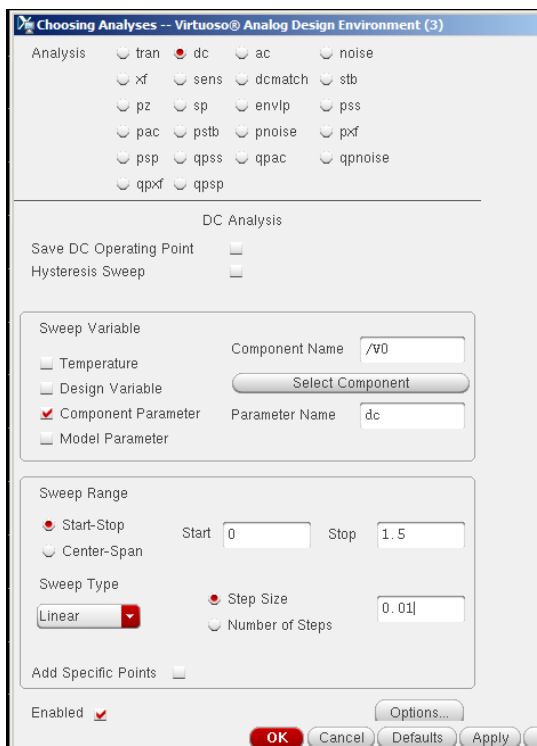 Choosing Analyses -- Virtuoso® Analog Design Environment (3)
Analysis tran dc ac noise
xf sens dcmatch stb
pz sp envlp pss
pac pstb pnoise pxf
psp qpss qpac qpnoise
qpxf qpsp
DC Analysis
Save DC Operating Point
Hysteresis Sweep
Sweep Variable
Component Name /V0
Temperature
Select Component
Design Variable
Component Parameter Parameter Name dc
Model Parameter
Sweep Range
Start-Stop Start 0 Stop 1.5
Center-Span
Sweep Type
Step Size 0.01
Linear
Number of Steps
Add Specific Points
Enabled Options...
OK Cancel Defaults Apply